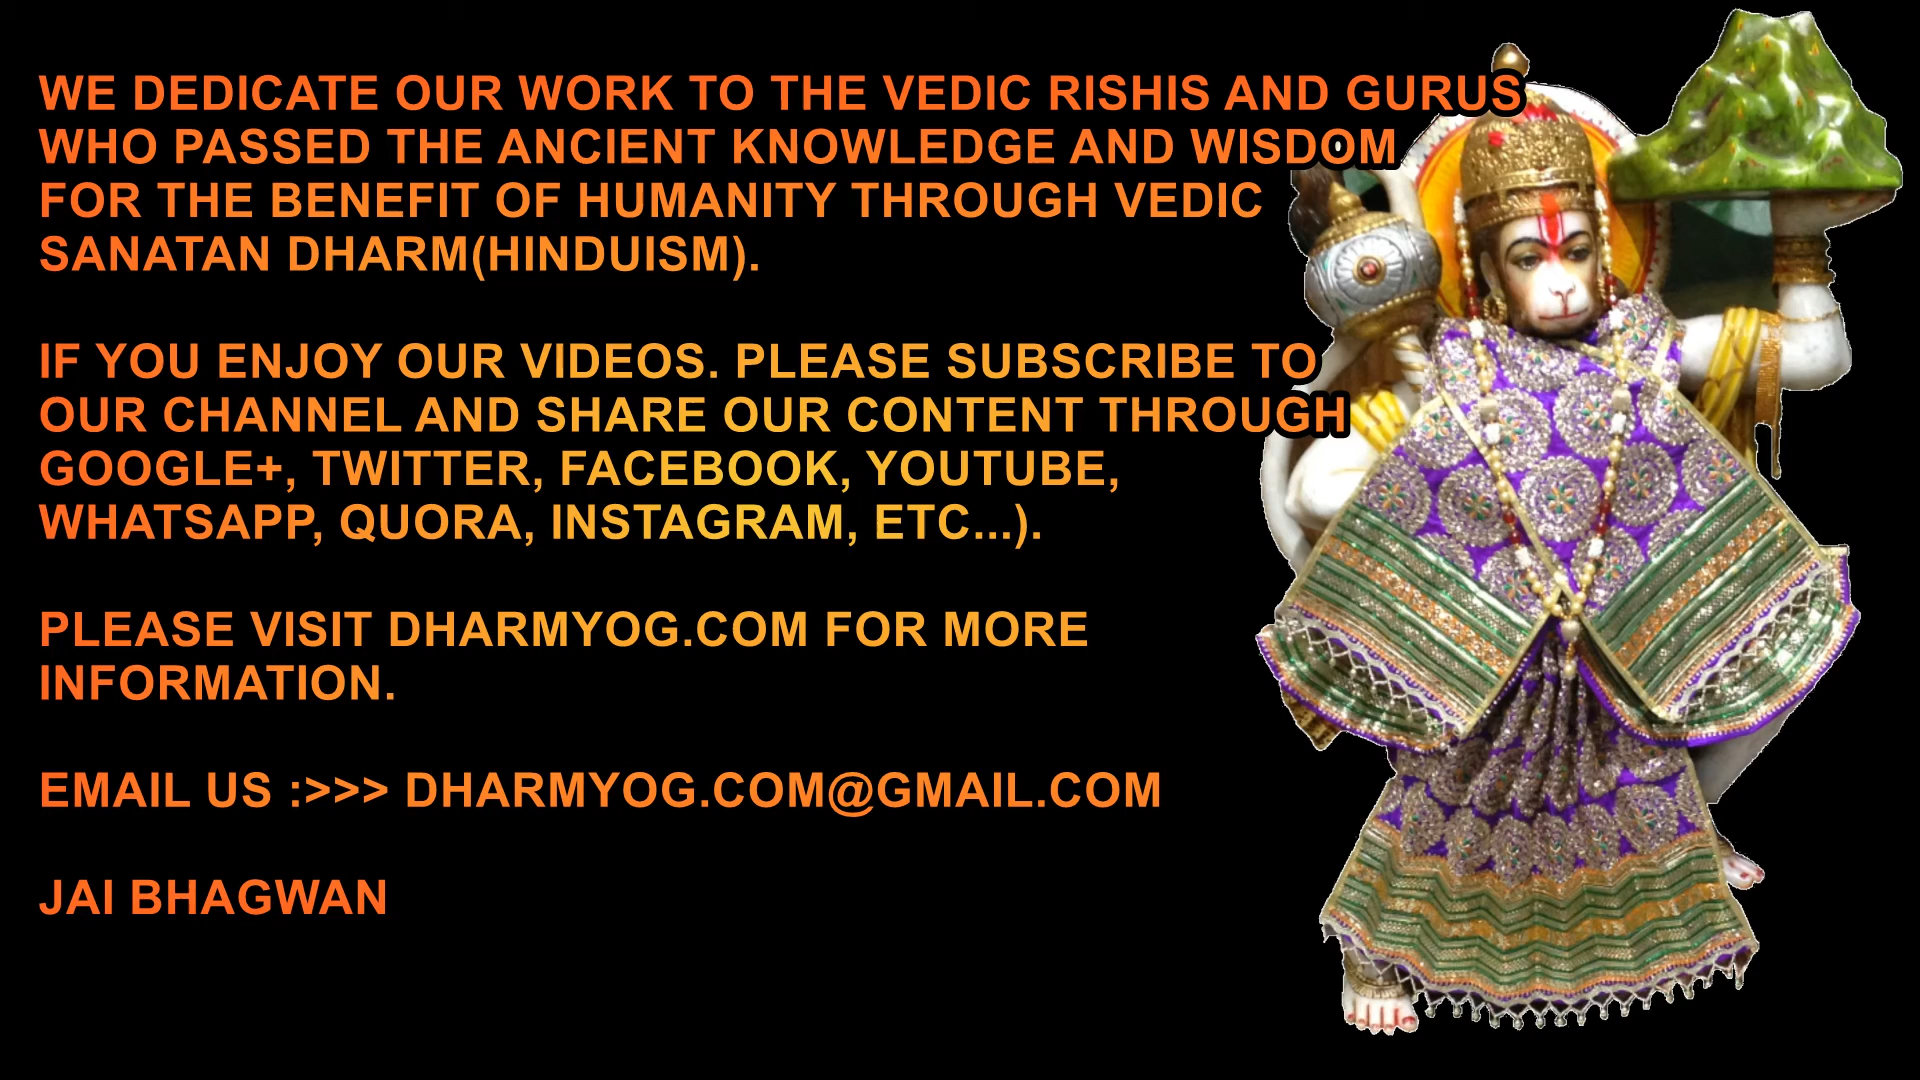 WE DEDICATE OUR WORK TO THE VEDIC RISHIS AND GURUS
WHO PASSED THE ANCIENT KNOWLEDGE AND WISDOM
FOR THE BENEFIT OF HUMANITY THROUGH VEDIC
SANATAN DHARM(HINDUISM).
IF YOU ENJOY OUR VIDEOS. PLEASE SUBSCRIBE TO
OUR CHANNEL AND SHARE OUR CONTENT THROUGH
GOOGLE+, TWITTER, FACEBOOK, YOUTUBE,
WHATSAPP, QUORA, INSTAGRAM, ETC...).
PLEASE VISIT DHARMYOG.COM FOR MORE
INFORMATION.
EMAIL US :>>> DHARMYOG.COM@GMAIL.COM
JAI BHAGWAN